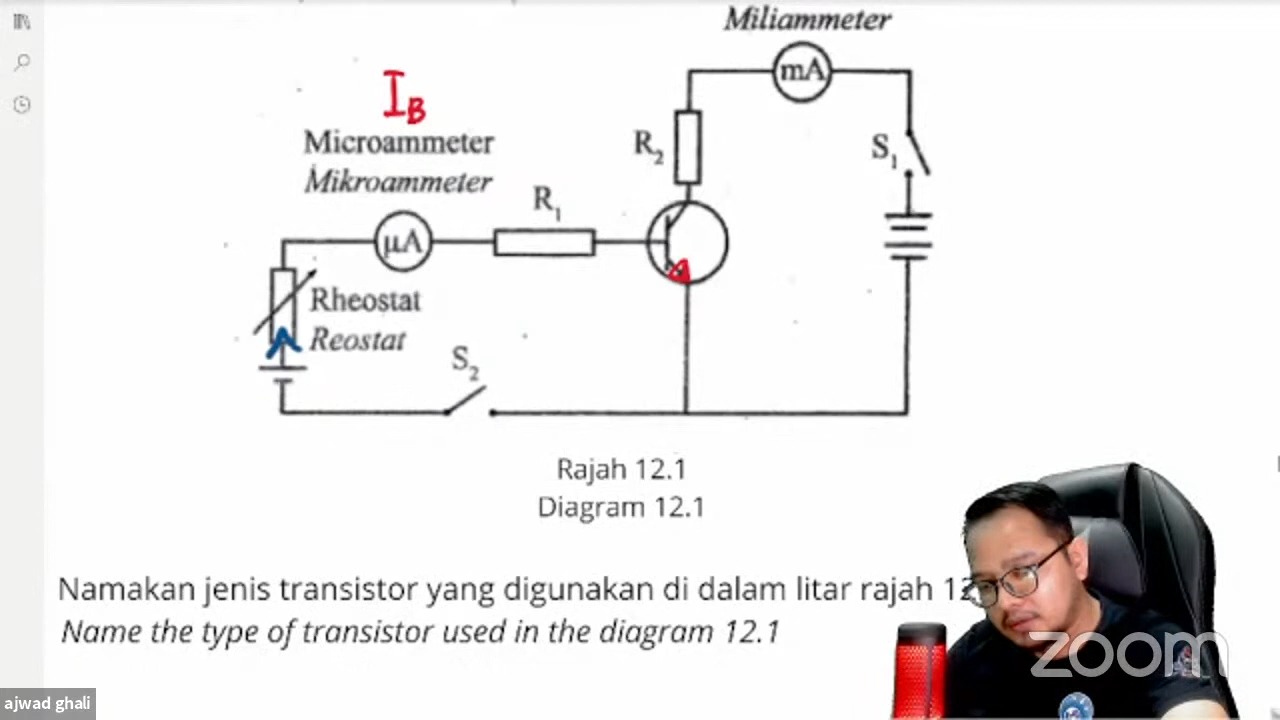 Miliammeter
mA
I_B
Microammeter
Mikroammeter
R₂
S₁
R₁
μA
Rheostat
Reostat
S₂
Rajah 12.1
Diagram 12.1
Namakan jenis transistor yang digunakan di dalam litar rajah 12
Name the type of transistor used in the diagram 12.1
zoom
ajwad ghali